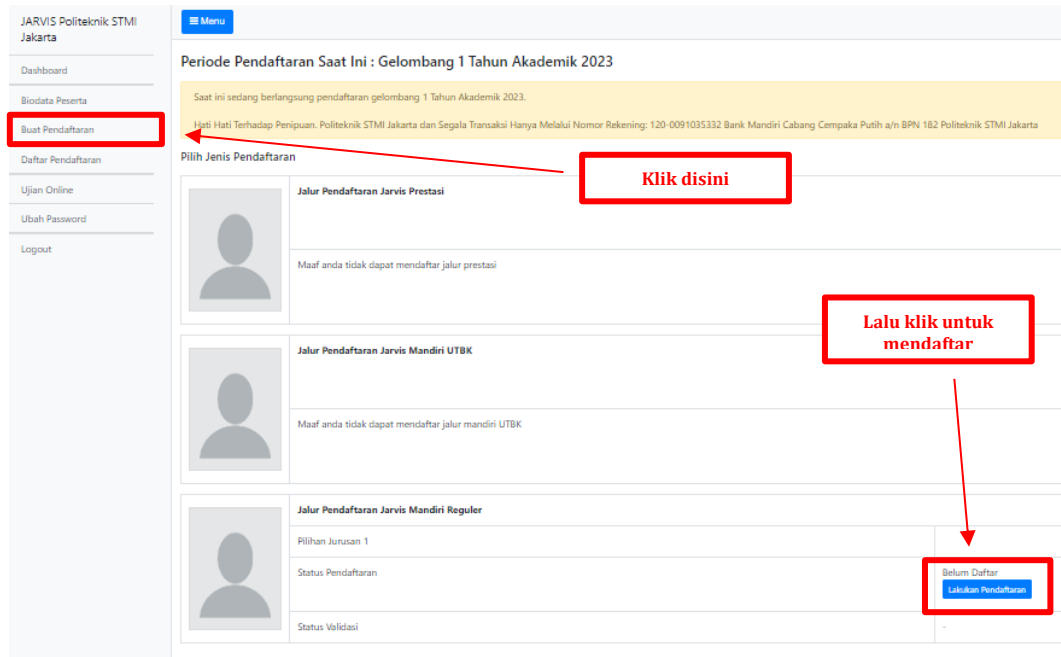 JARVIS Politeknik STMI
Jakarta
Dashboard
Biodata Peserta
Buat Pendaftaran
Daftar Pendaftaran
Ujian Online
Ubah Password
Logout
Menu
Periode Pendaftaran Saat Ini : Gelombang 1 Tahun Akademik 2023
Saat ini sedang berlangsung pendaftaran gelombang 1 Tahun Akademik 2023.
Hati Hati Terhadap Penipuan. Politeknik STMI Jakarta dan Segala Transaksi Hanya Melalui Nomor Rekening: 120-0091035332 Bank Mandiri Cabang Cempaka Putih a/n BPN 182 Politeknik STMI Jakarta
Pilih Jenis Pendaftaran
Klik disini
Jalur Pendaftaran Jarvis Prestasi
Maaf anda tidak dapat mendaftar jalur prestasi
Lalu klik untuk
mendaftar
Jalur Pendaftaran Jarvis Mandiri UTBK
Maaf anda tidak dapat mendaftar jalur mandiri UTBK
Jalur Pendaftaran Jarvis Mandiri Reguler
Pilihan Jurusan 1
Status Pendaftaran
Belum Daftar
Lakukan Pendaftaran
Status Validasi
-